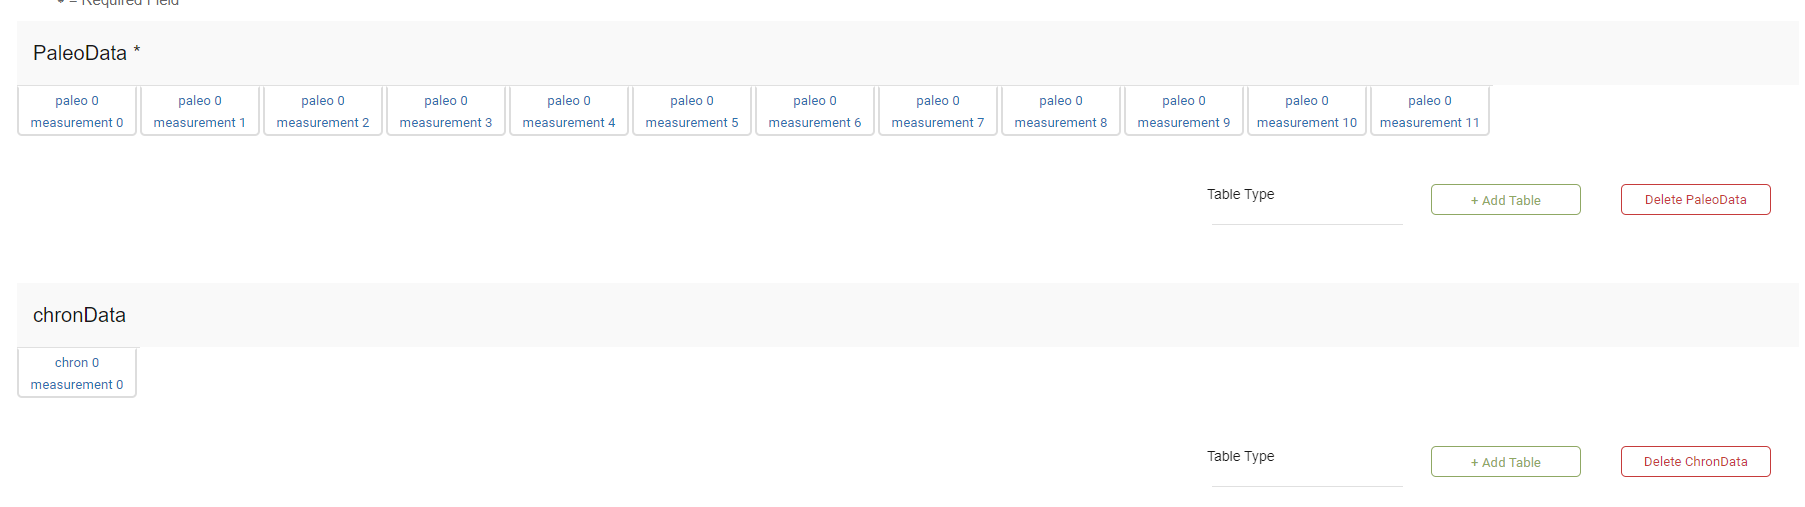 * = Required Field
PaleoData *
paleo 0 paleo 0 paleo 0 paleo 0 paleo 0 paleo 0 paleo 0 paleo 0 paleo 0 paleo 0 paleo 0 paleo 0
measurement 0 measurement 1 measurement 2 measurement 3 measurement 4 measurement 5 measurement 6 measurement 7 measurement 8 measurement 9 measurement 10 measurement 11
Table Type + Add Table Delete PaleoData
chronData
chron 0
measurement 0
Table Type + Add Table Delete ChronData